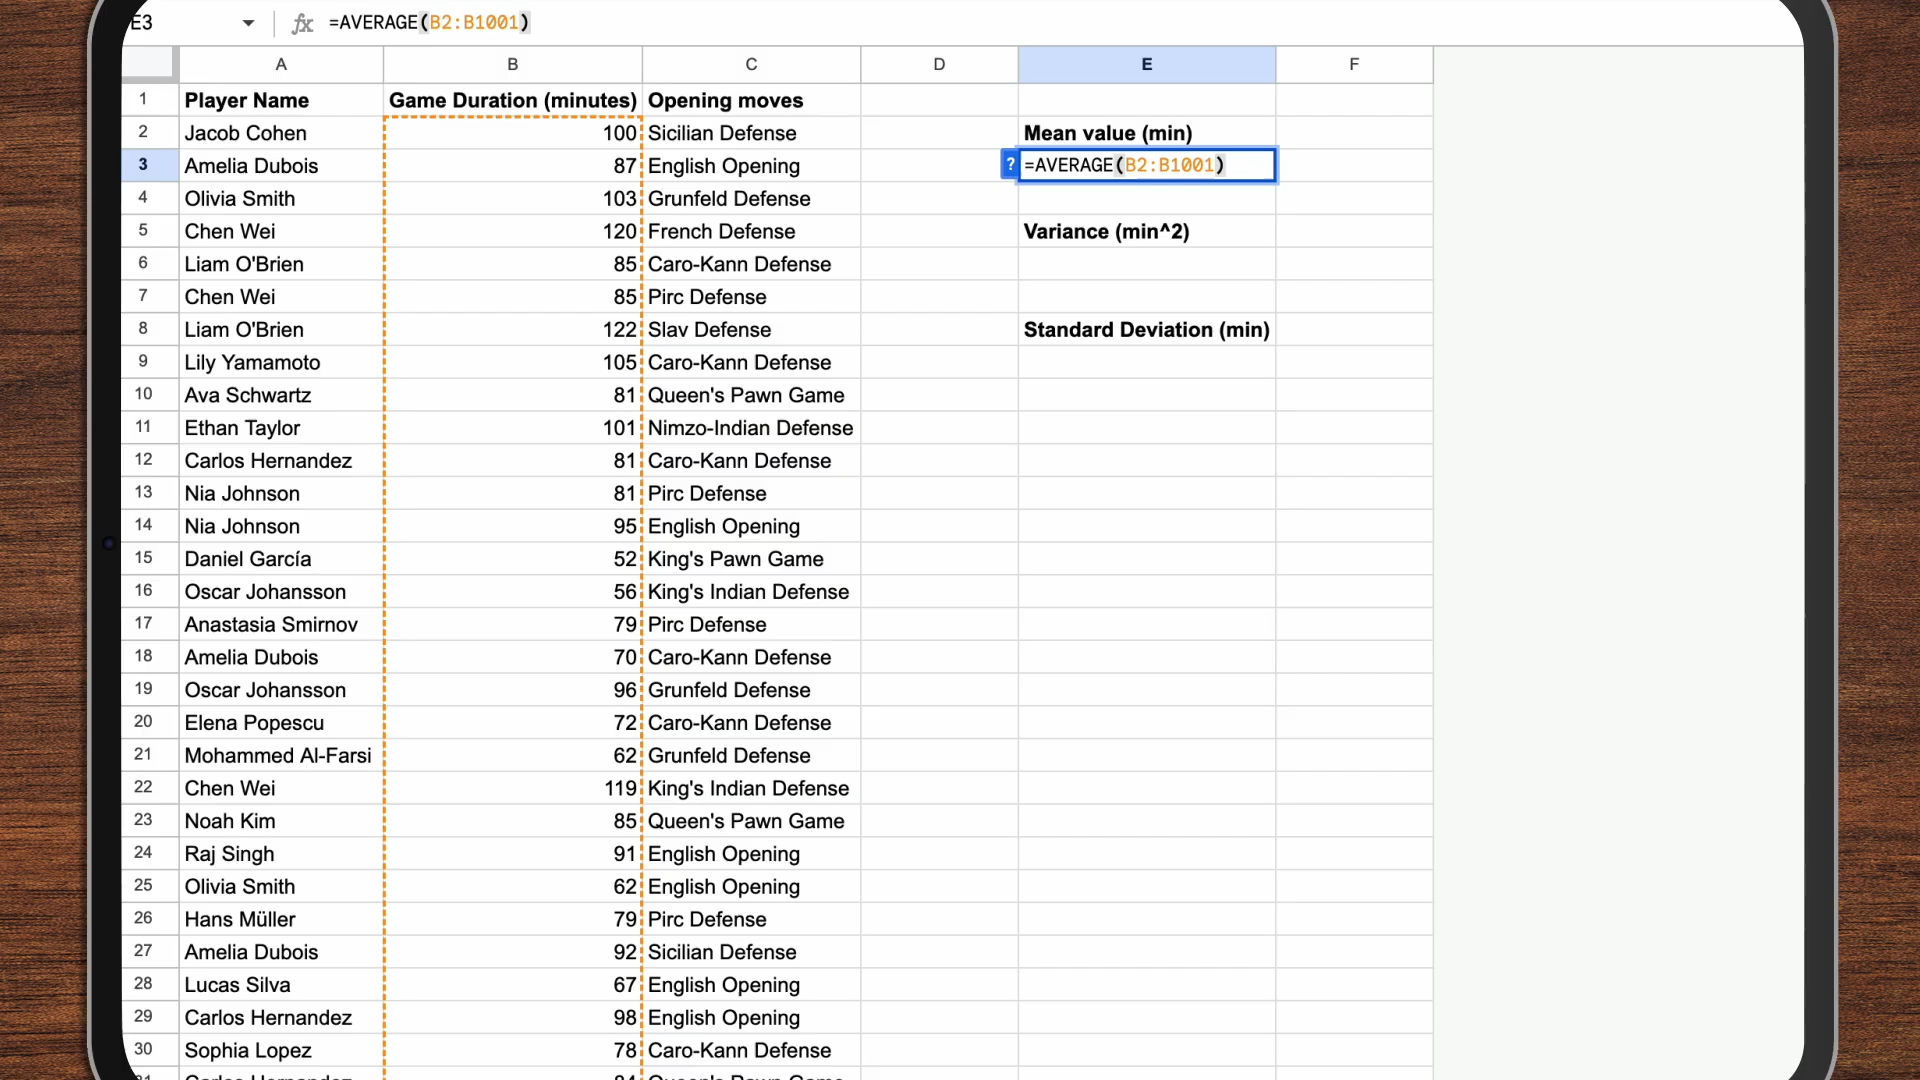 E3 fx =AVERAGE(B2:B1001)
A B C D E F
1 Player Name Game Duration (minutes) Opening moves
2 Jacob Cohen 100 Sicilian Defense Mean value (min)
3 Amelia Dubois 87 English Opening ? =AVERAGE(B2:B1001)
4 Olivia Smith 103 Grunfeld Defense
5 Chen Wei 120 French Defense Variance (min^2)
6 Liam O'Brien 85 Caro-Kann Defense
7 Chen Wei 85 Pirc Defense
8 Liam O'Brien 122 Slav Defense Standard Deviation (min)
9 Lily Yamamoto 105 Caro-Kann Defense
10 Ava Schwartz 81 Queen's Pawn Game
11 Ethan Taylor 101 Nimzo-Indian Defense
12 Carlos Hernandez 81 Caro-Kann Defense
13 Nia Johnson 81 Pirc Defense
14 Nia Johnson 95 English Opening
15 Daniel García 52 King's Pawn Game
16 Oscar Johansson 56 King's Indian Defense
17 Anastasia Smirnov 79 Pirc Defense
18 Amelia Dubois 70 Caro-Kann Defense
19 Oscar Johansson 96 Grunfeld Defense
20 Elena Popescu 72 Caro-Kann Defense
21 Mohammed Al-Farsi 62 Grunfeld Defense
22 Chen Wei 119 King's Indian Defense
23 Noah Kim 85 Queen's Pawn Game
24 Raj Singh 91 English Opening
25 Olivia Smith 62 English Opening
26 Hans Müller 79 Pirc Defense
27 Amelia Dubois 92 Sicilian Defense
28 Lucas Silva 67 English Opening
29 Carlos Hernandez 98 English Opening
30 Sophia Lopez 78 Caro-Kann Defense